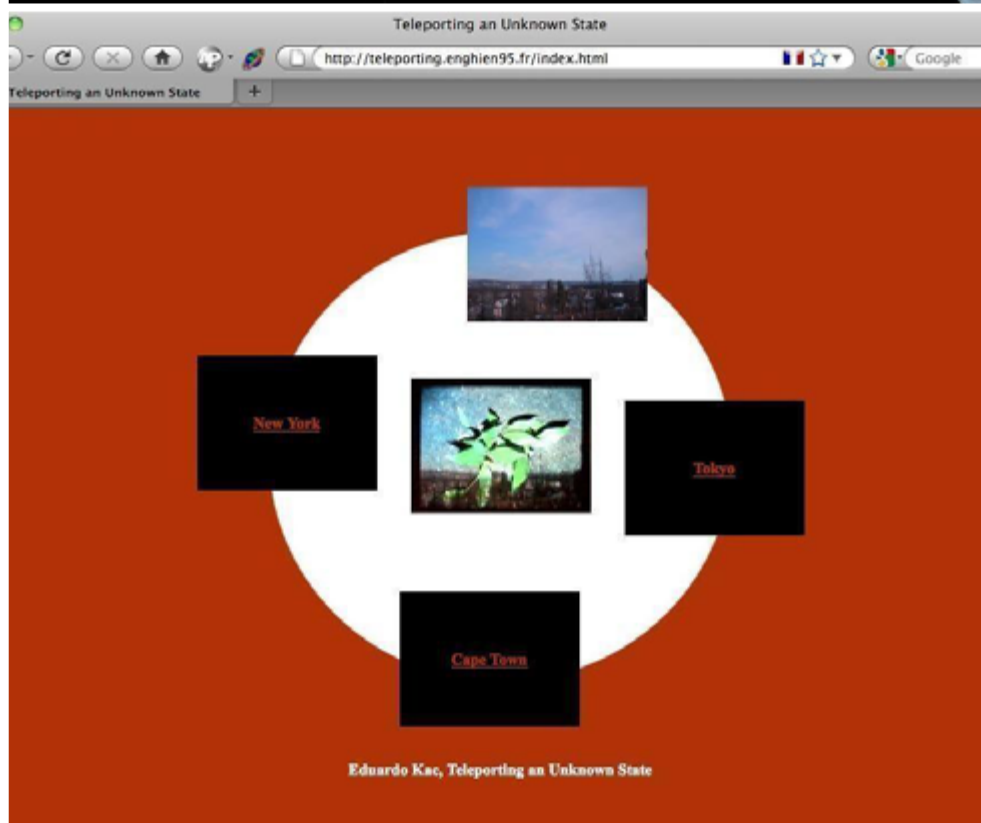 Teleporting an Unknown State
http://teleporting.enghien95.fr/index.html
Google
Teleporting an Unknown State
+
New York
Tokyo
Cape Town
Eduardo Kac, Teleporting an Unknown State